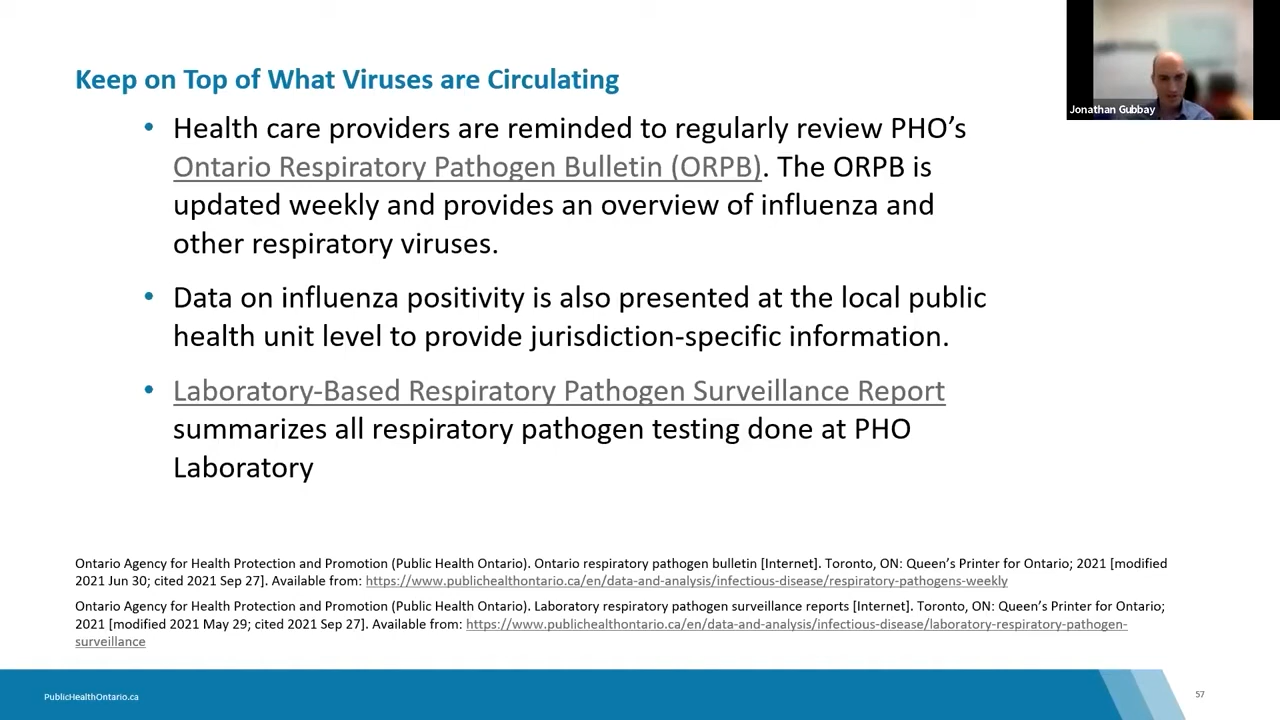 Keep on Top of What Viruses are Circulating
Jonathan Gubbay
• Health care providers are reminded to regularly review PHO’s
Ontario Respiratory Pathogen Bulletin (ORPB). The ORPB is
updated weekly and provides an overview of influenza and
other respiratory viruses.
• Data on influenza positivity is also presented at the local public
health unit level to provide jurisdiction-specific information.
• Laboratory-Based Respiratory Pathogen Surveillance Report
summarizes all respiratory pathogen testing done at PHO
Laboratory
Ontario Agency for Health Protection and Promotion (Public Health Ontario). Ontario respiratory pathogen bulletin [Internet]. Toronto, ON: Queen’s Printer for Ontario; 2021 [modified
2021 Jun 30; cited 2021 Sep 27]. Available from: https://www.publichealthontario.ca/en/data-and-analysis/infectious-disease/respiratory-pathogens-weekly
Ontario Agency for Health Protection and Promotion (Public Health Ontario). Laboratory respiratory pathogen surveillance reports [Internet]. Toronto, ON: Queen’s Printer for Ontario;
2021 [modified 2021 May 29; cited 2021 Sep 27]. Available from: https://www.publichealthontario.ca/en/data-and-analysis/infectious-disease/laboratory-respiratory-pathogen-
surveillance
PublicHealthOntario.ca
57